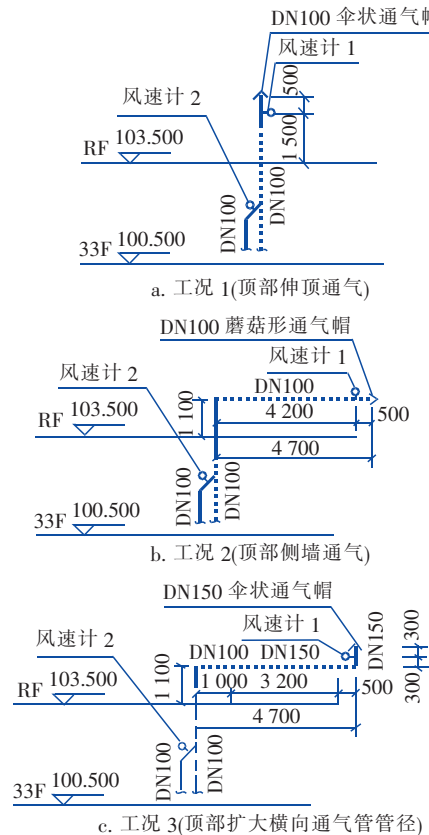 DN100 伞状通气帽
风速计 1
风速计 2
500
1 500
RF 103.500
DN100
DN100
33F 100.500
a. 工况 1(顶部伸顶通气)
DN100 蘑菇形通气帽
风速计 1
风速计 2
DN100
RF 103.500
1 100
4 200
500
4 700
DN100
DN100
33F 100.500
b. 工况 2(顶部侧墙通气)
DN150 伞状通气帽
风速计 1
风速计 2
DN100
DN150
DN150
300
300
RF 103.500
1 100
1 000
3 200
500
4 700
DN100
DN100
33F 100.500
c. 工况 3(顶部扩大横向通气管管径)